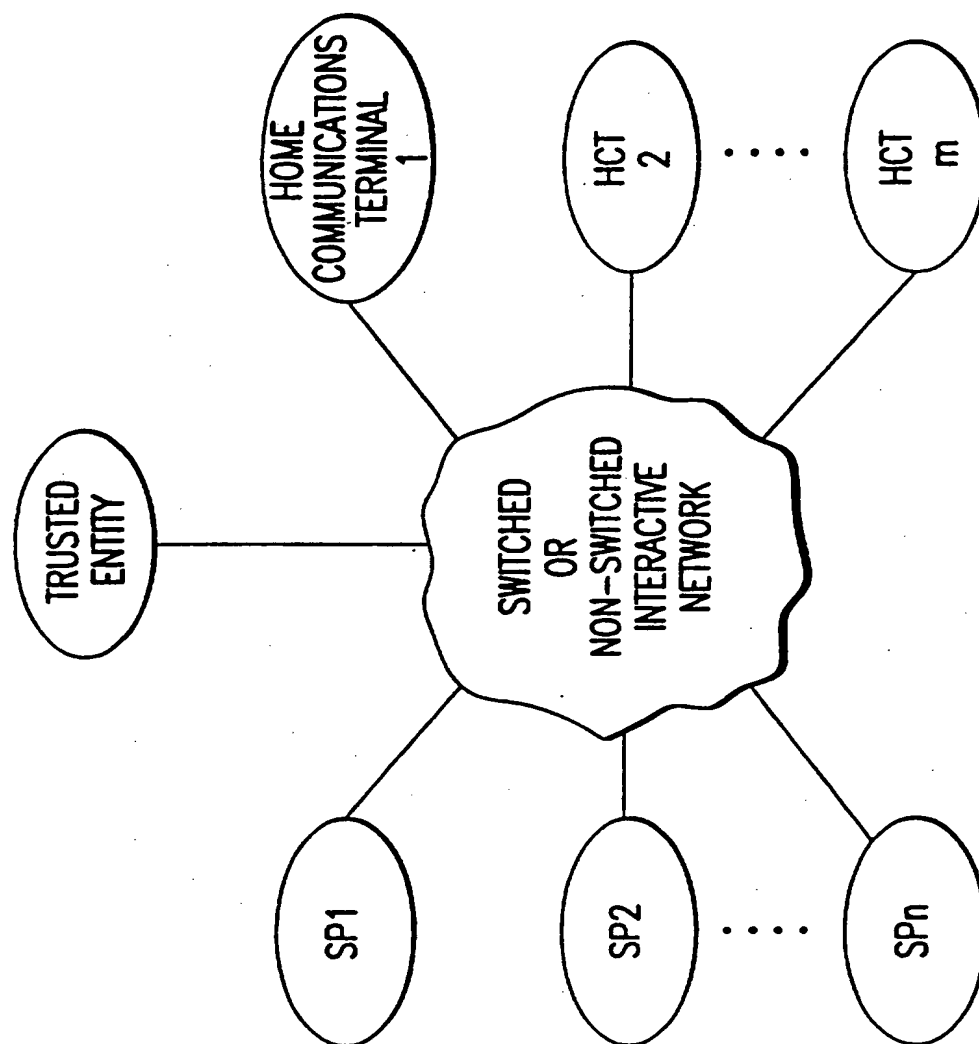 TRUSTED
ENTITY
SP1
SP2
SPn
SWITCHED
OR
NON-SWITCHED
INTERACTIVE
NETWORK
HOME
COMMUNICATIONS
TERMINAL
1
HCT
2
HCT
m